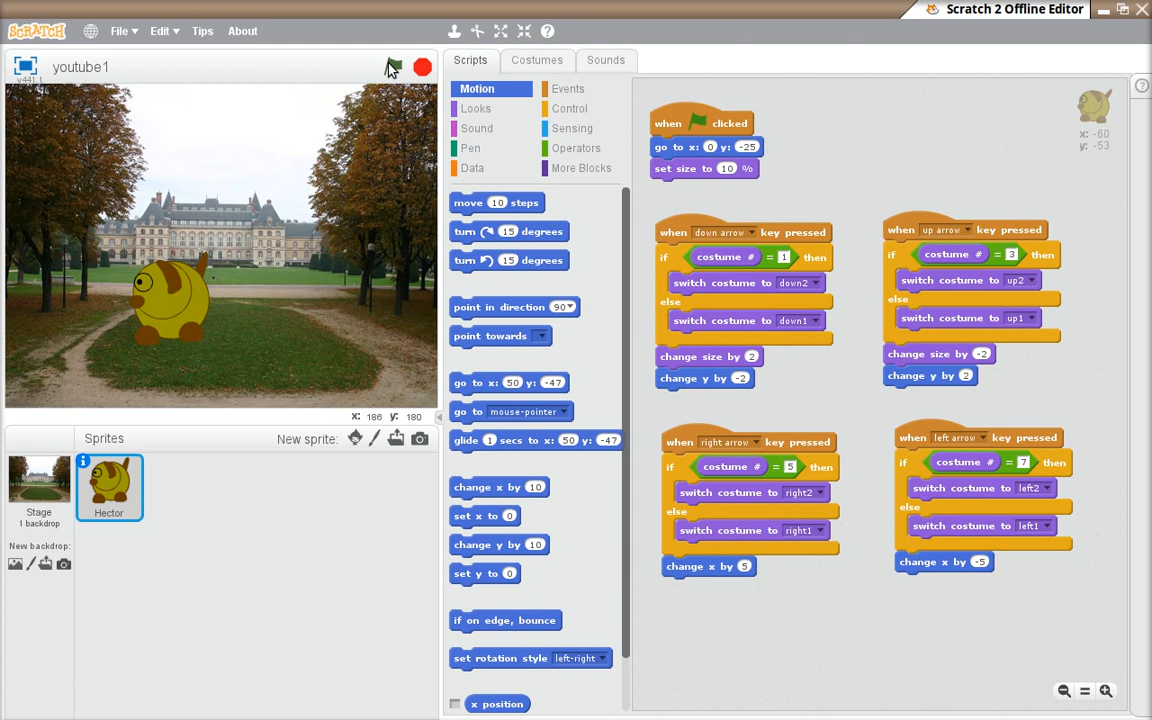 Scratch 2 Offline Editor
SCRATCH File Edit Tips About
youtube1
v441.1
Scripts Costumes Sounds
Motion Events
Looks Control
Sound Sensing
Pen Operators
Data More Blocks
move 10 steps
turn 15 degrees
turn 15 degrees
point in direction 90
point towards
go to x: 50 y: -47
go to mouse-pointer
glide 1 secs to x: 50 y: -47
change x by 10
set x to 0
change y by 10
set y to 0
if on edge, bounce
set rotation style left-right
x position
when clicked
go to x: 0 y: -25
set size to 10 %
x: -60
y: -53
when down arrow key pressed
if costume # = 1 then
switch costume to down2
else
switch costume to down1
change size by 2
change y by -2
when up arrow key pressed
if costume # = 3 then
switch costume to up2
else
switch costume to up1
change size by -2
change y by 2
when right arrow key pressed
if costume # = 5 then
switch costume to right2
else
switch costume to right1
change x by 5
when left arrow key pressed
if costume # = 7 then
switch costume to left2
else
switch costume to left1
change x by -5
x: 186 y: 180
Sprites New sprite:
Stage
1 backdrop
New backdrop:
Hector